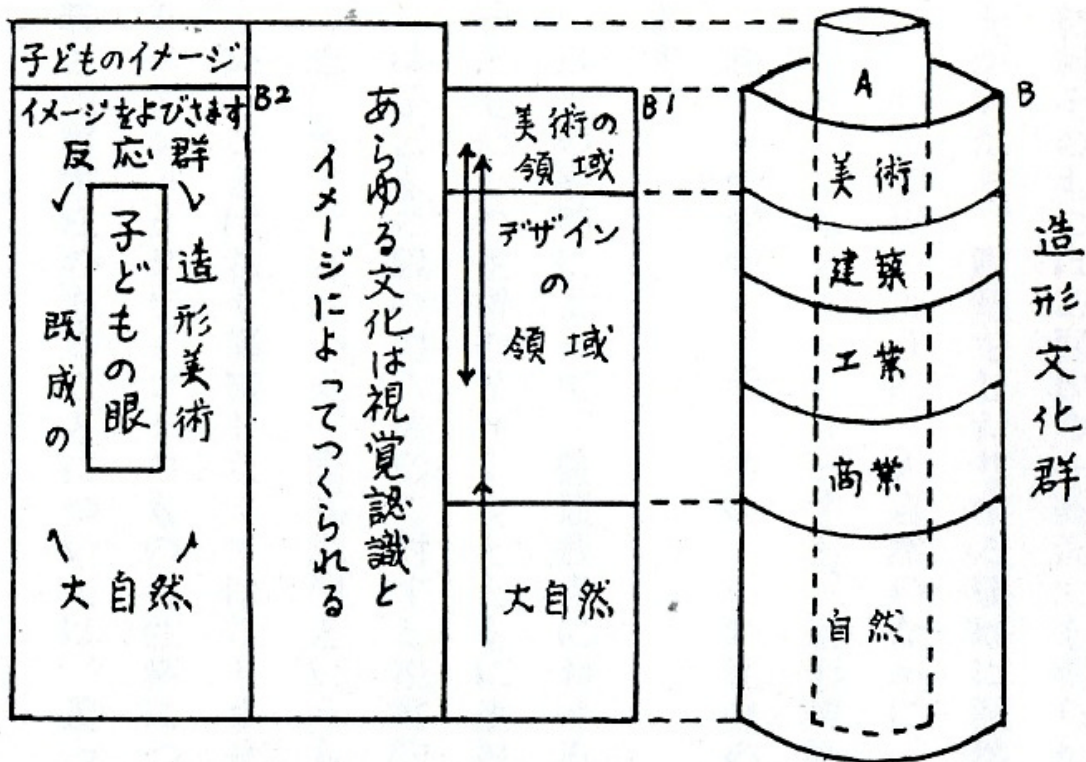 子どものイメージ
B2
イメージをよびさます
反応群
子どもの眼
造形美術
既成の
大自然
あらゆる文化は視覚認識と
イメージによってつくられる
B1
美術の
領域
デザイン
の
領域
大自然
A
B
美術
建築
工業
商業
自然
造形文化群